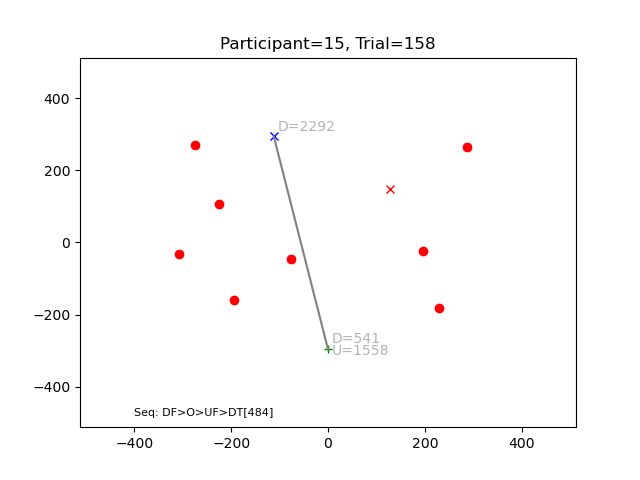 Participant=15, Trial=158
400
200
0
−200
−400
D=2292
D=541
U=1558
Seq: DF>O>UF>DT[484]
−400 −200 0 200 400